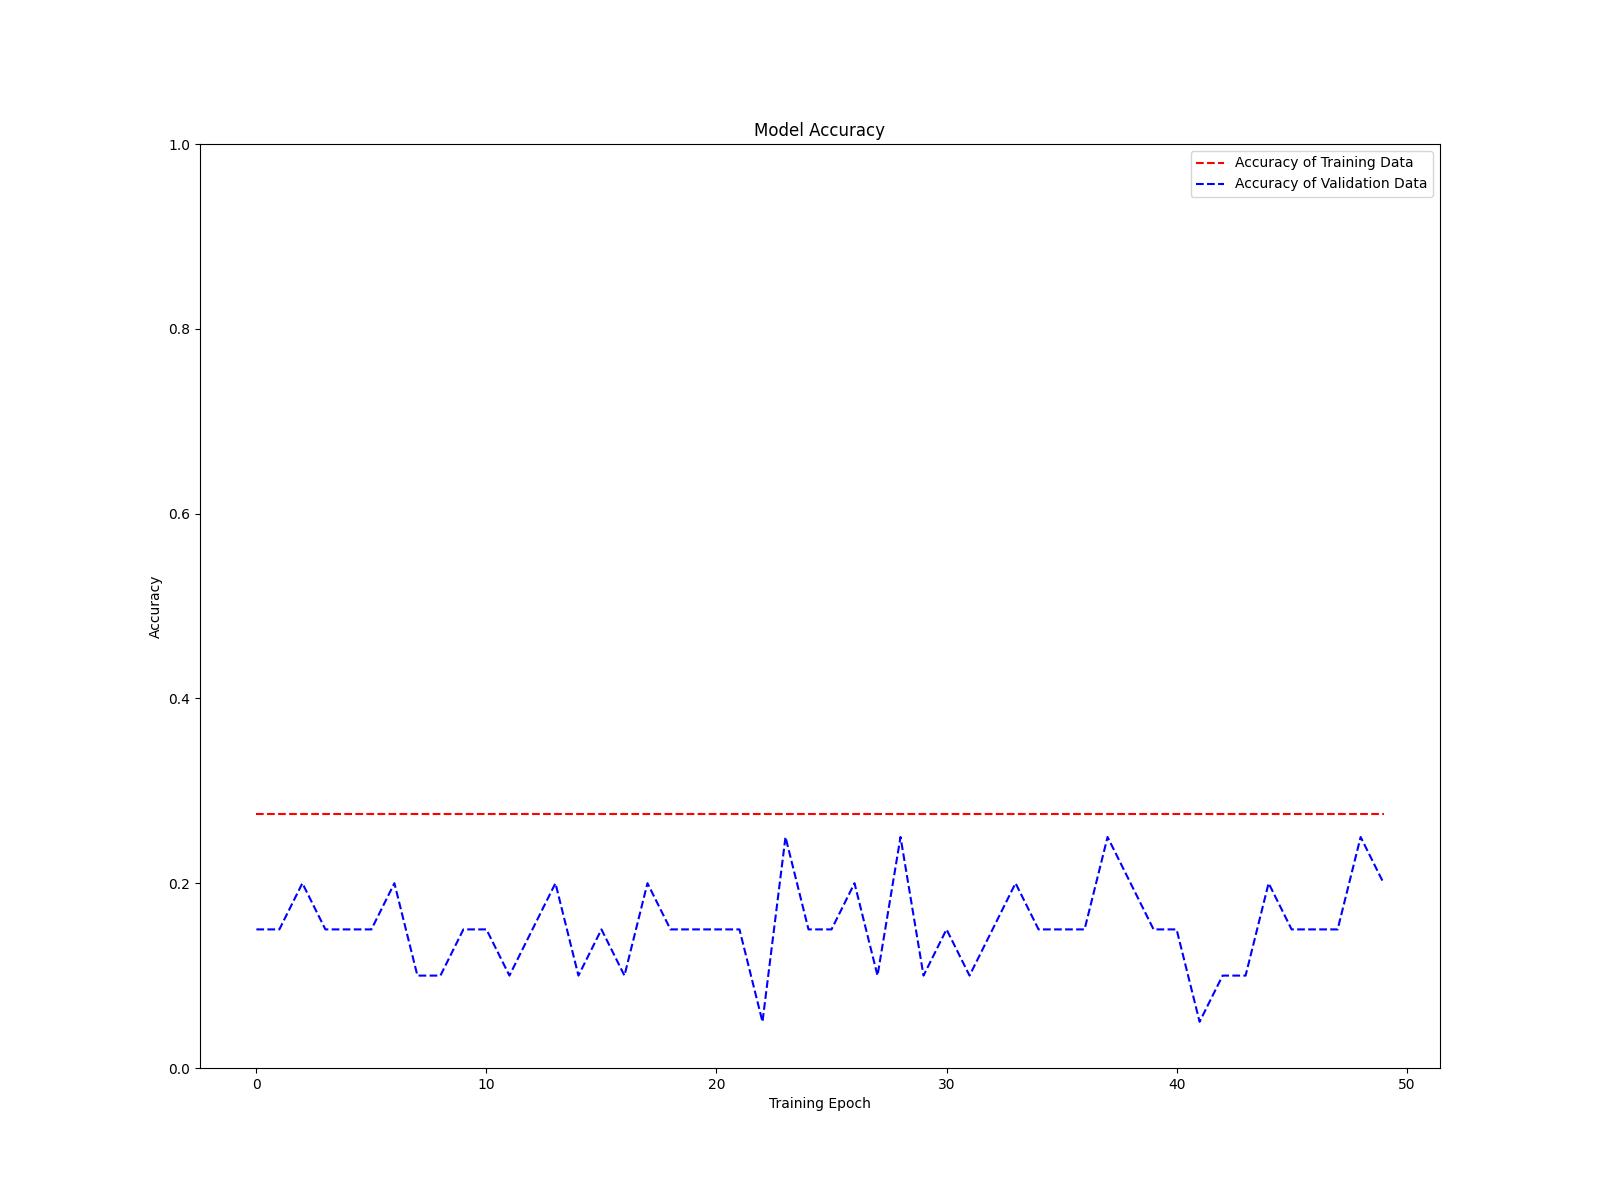 Model Accuracy
1.0
0.8
0.6
0.4
0.2
0.0
Accuracy
Accuracy of Training Data
Accuracy of Validation Data
0 10 20 30 40 50
Training Epoch